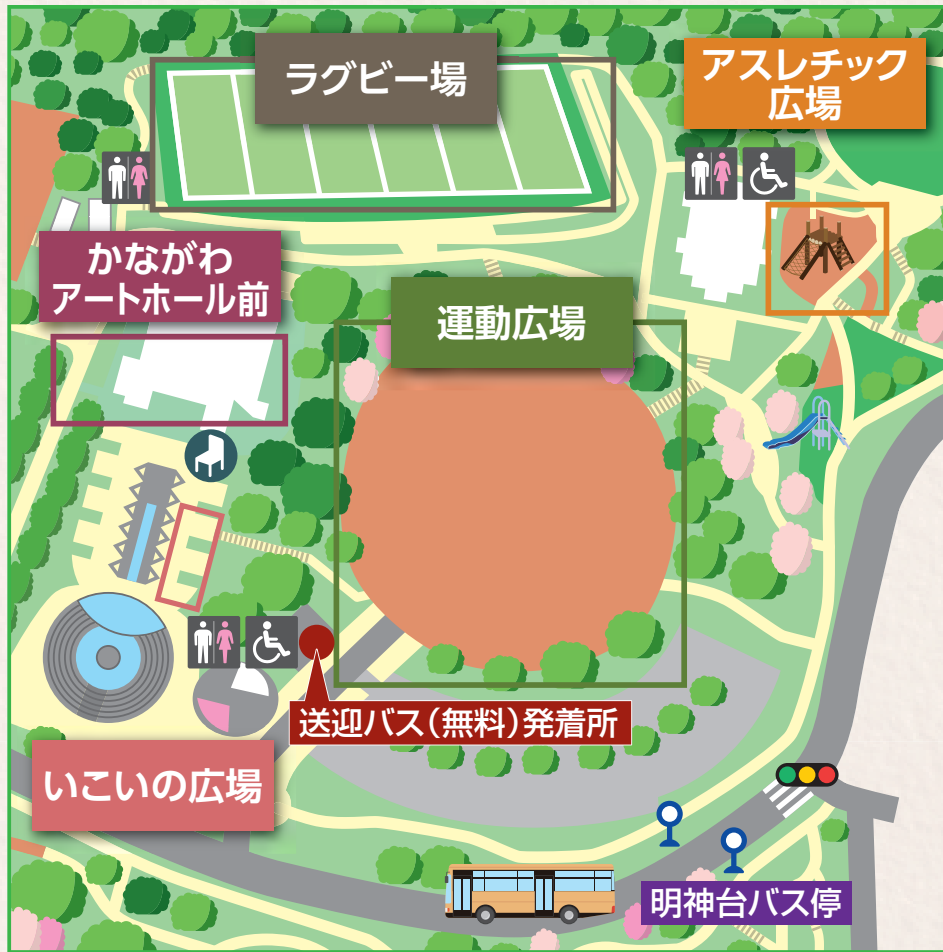 ラグビー場
アスレチック
広場
かながわ
アートホール前
運動広場
送迎バス(無料)発着所
いこいの広場
明神台バス停